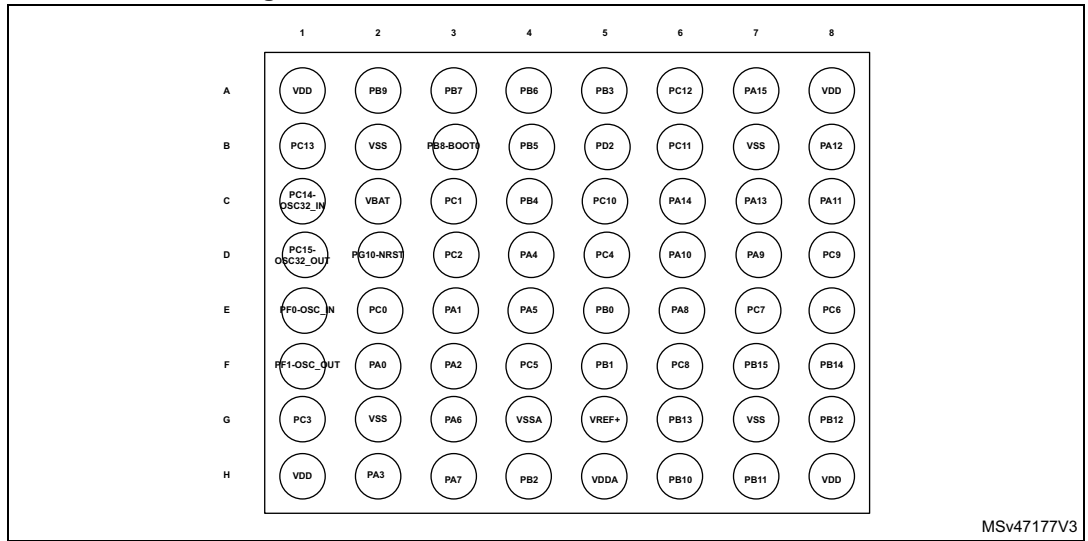 1 2 3 4 5 6 7 8
A VDD PB9 PB7 PB6 PB3 PC12 PA15 VDD
B PC13 VSS PB8-BOOT0 PB5 PD2 PC11 VSS PA12
C PC14-OSC32_IN VBAT PC1 PB4 PC10 PA14 PA13 PA11
D PC15-OSC32_OUT PG10-NRST PC2 PA4 PC4 PA10 PA9 PC9
E PF0-OSC_IN PC0 PA1 PA5 PB0 PA8 PC7 PC6
F PF1-OSC_OUT PA0 PA2 PC5 PB1 PC8 PB15 PB14
G PC3 VSS PA6 VSSA VREF+ PB13 VSS PB12
H VDD PA3 PA7 PB2 VDDA PB10 PB11 VDD
MSv47177V3